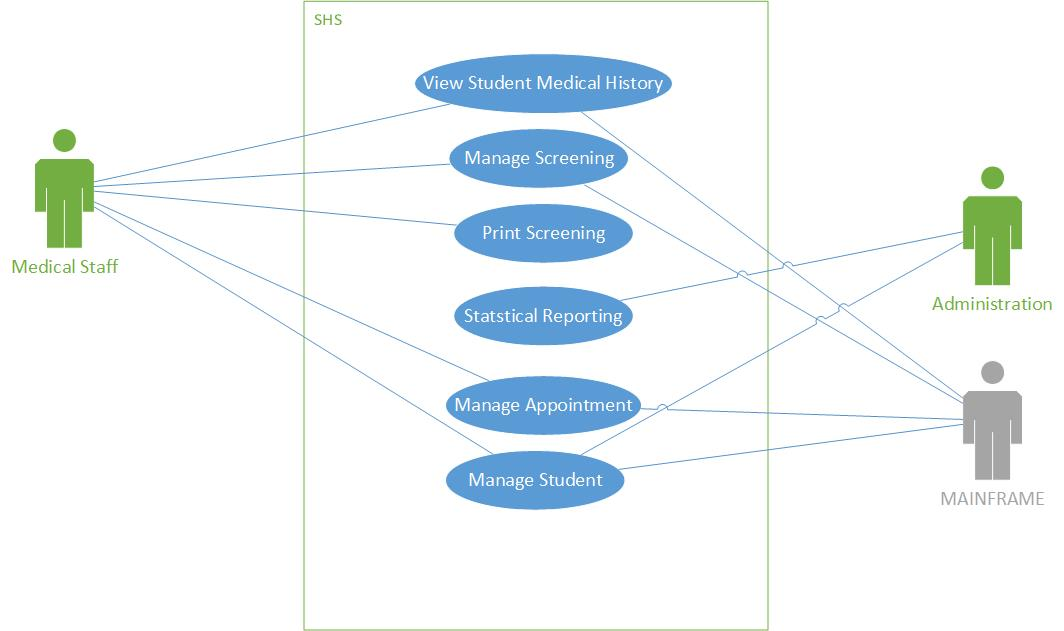 SHS
View Student Medical History
Manage Screening
Print Screening
Statstical Reporting
Manage Appointment
Manage Student
Medical Staff
Administration
MAINFRAME